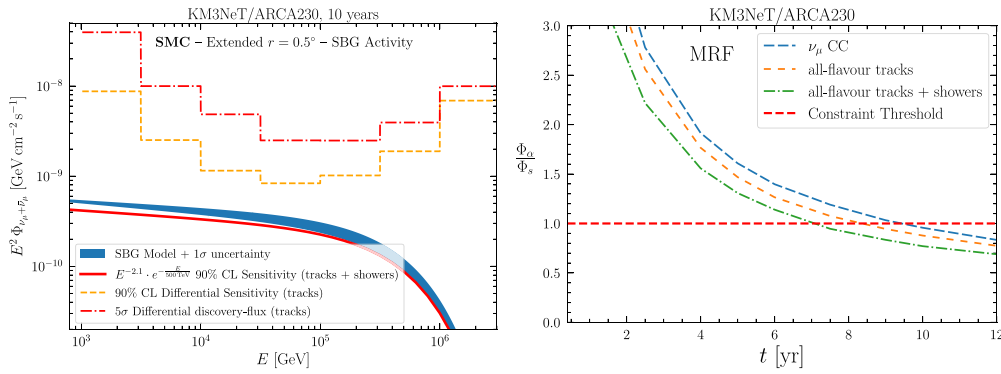 KM3NeT/ARCA230, 10 years
SMC – Extended r = 0.5° – SBG Activity
10⁻⁸
10⁻⁹
10⁻¹⁰
E² Φ_{ν_μ+ν̄_μ} [GeV cm⁻² s⁻¹]
SBG Model + 1σ uncertainty
E^{−2.1} · e^{−E/500 TeV} 90% CL Sensitivity (tracks + showers)
90% CL Differential Sensitivity (tracks)
5σ Differential discovery-flux (tracks)
10³ 10⁴ 10⁵ 10⁶
E [GeV]
KM3NeT/ARCA230
MRF
ν_μ CC
all-flavour tracks
all-flavour tracks + showers
Constraint Threshold
3.0
2.5
2.0
1.5
1.0
0.5
0.0
Φ_α
Φ_s
2 4 6 8 10 12
t [yr]